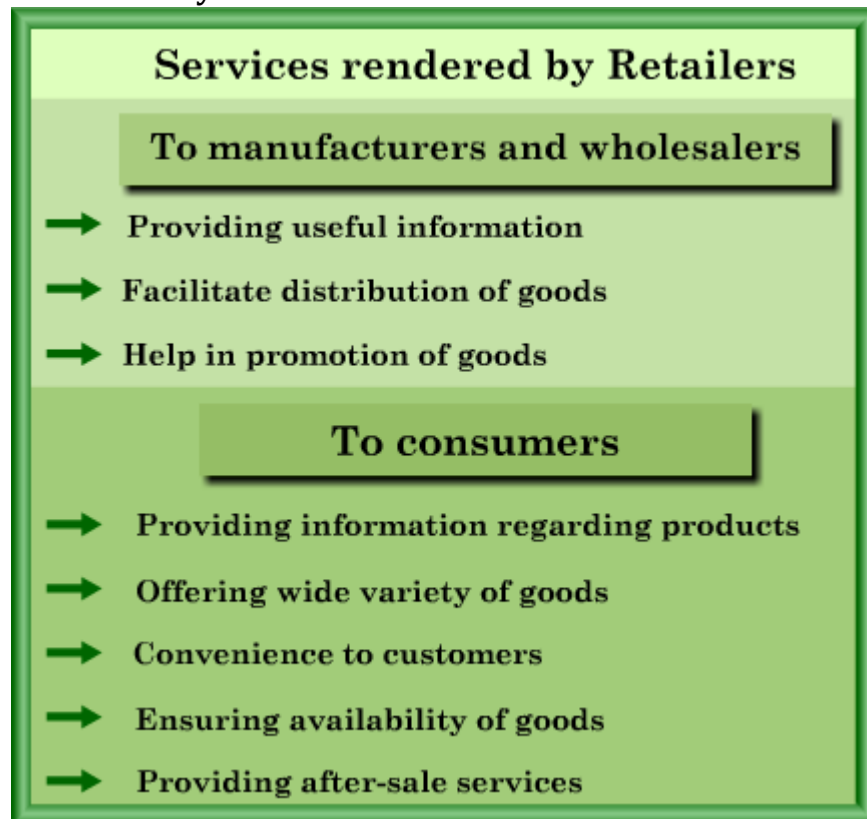 Services rendered by Retailers
To manufacturers and wholesalers
Providing useful information
Facilitate distribution of goods
Help in promotion of goods
To consumers
Providing information regarding products
Offering wide variety of goods
Convenience to customers
Ensuring availability of goods
Providing after-sale services